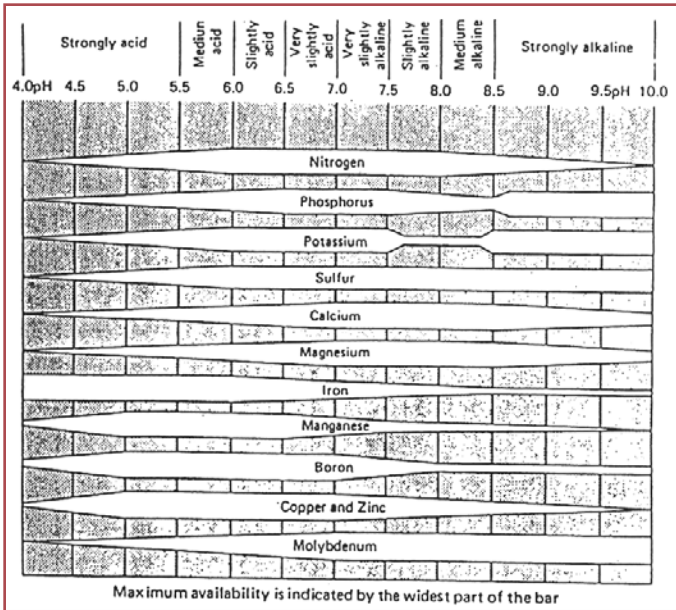 Strongly acid
Medium acid
Slightly acid
Very slightly acid
Very slightly alkaline
Slightly alkaline
Medium alkaline
Strongly alkaline
4.0pH 4.5 5.0 5.5 6.0 6.5 7.0 7.5 8.0 8.5 9.0 9.5pH 10.0
Nitrogen
Phosphorus
Potassium
Sulfur
Calcium
Magnesium
Iron
Manganese
Boron
Copper and Zinc
Molybdenum
Maximum availability is indicated by the widest part of the bar